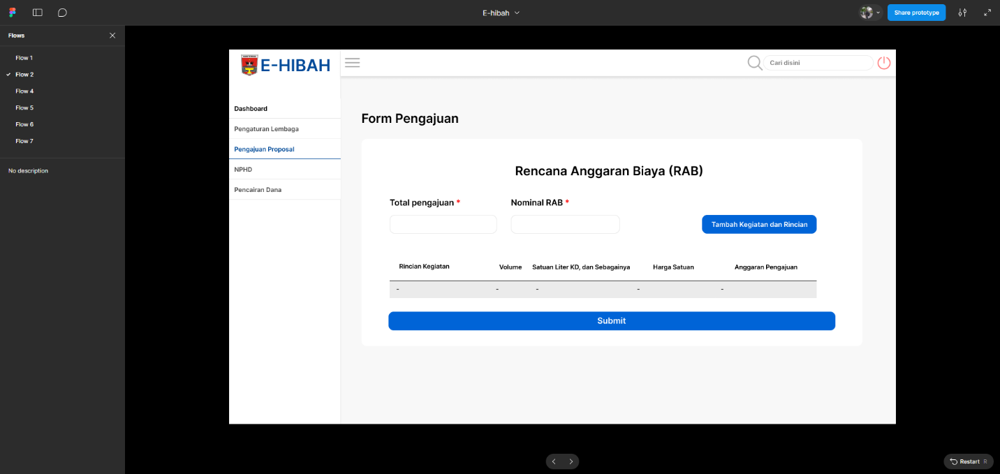 E-hibah
Share prototype
Flows
Flow 1
Flow 2
Flow 4
Flow 5
Flow 6
Flow 7
No description
E-HIBAH
Cari disini
Dashboard
Pengaturan Lembaga
Pengajuan Proposal
NPHD
Pencairan Dana
Form Pengajuan
Rencana Anggaran Biaya (RAB)
Total pengajuan * Nominal RAB *
Tambah Kegiatan dan Rincian
Rincian Kegiatan Volume Satuan Liter KD, dan Sebagainya Harga Satuan Anggaran Pengajuan
- - - - -
Submit
Restart R